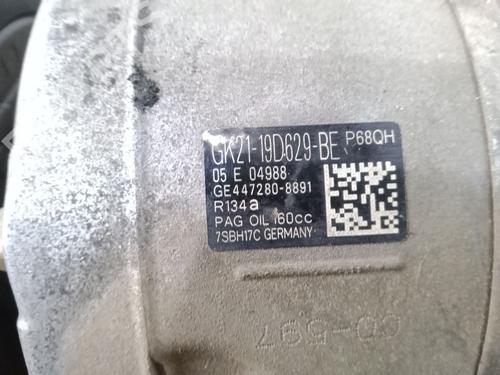 GK21-19D629-BE P68QH
05 E 04988
GE447280-8891
R134a
PAG OIL 160cc
7SBH17C GERMANY